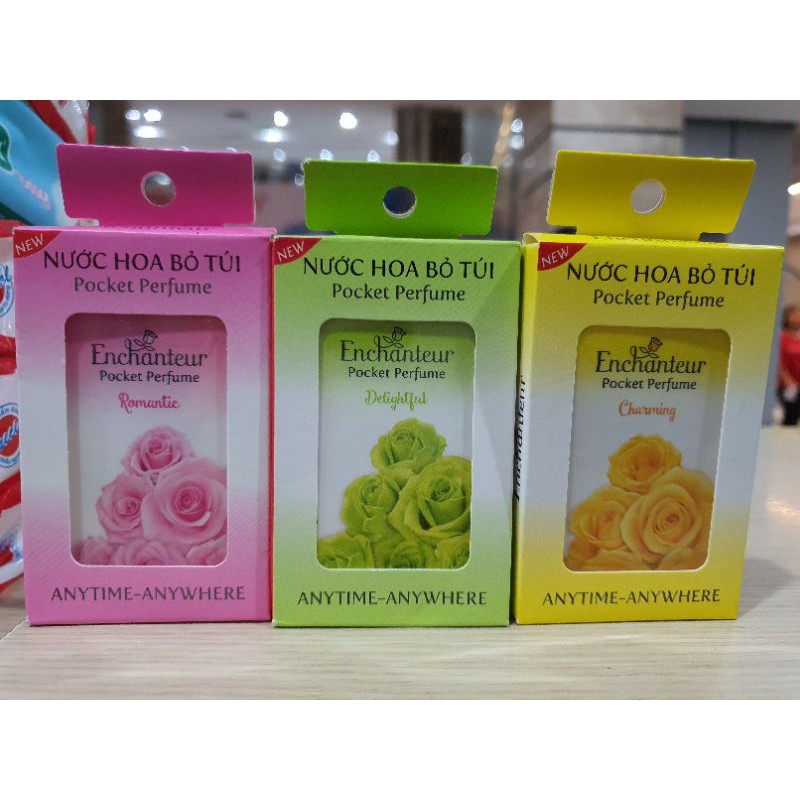 NEW
NƯỚC HOA BỎ TÚI
Pocket Perfume
Enchanteur
Pocket Perfume
Romantic
ANYTIME-ANYWHERE
NEW
NƯỚC HOA BỎ TÚI
Pocket Perfume
Enchanteur
Pocket Perfume
Delightful
ANYTIME-ANYWHERE
Enchanteur
NEW
NƯỚC HOA BỎ TÚI
Pocket Perfume
Enchanteur
Pocket Perfume
Charming
ANYTIME-ANYWHERE